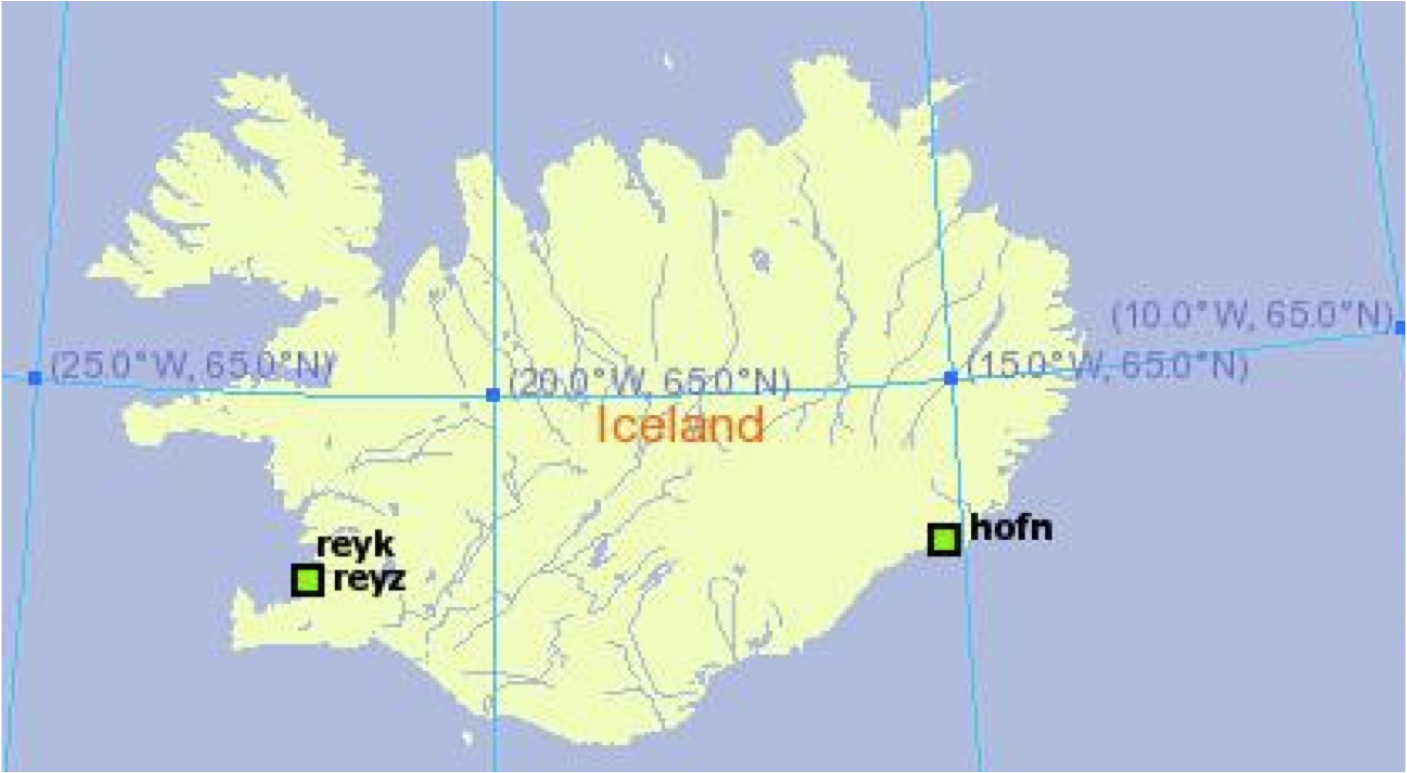 (10.0°W, 65.0°N)
(25.0°W, 65.0°N)
(20.0°W, 65.0°N)
(15.0°W, 65.0°N)
Iceland
hofn
reyk
reyz